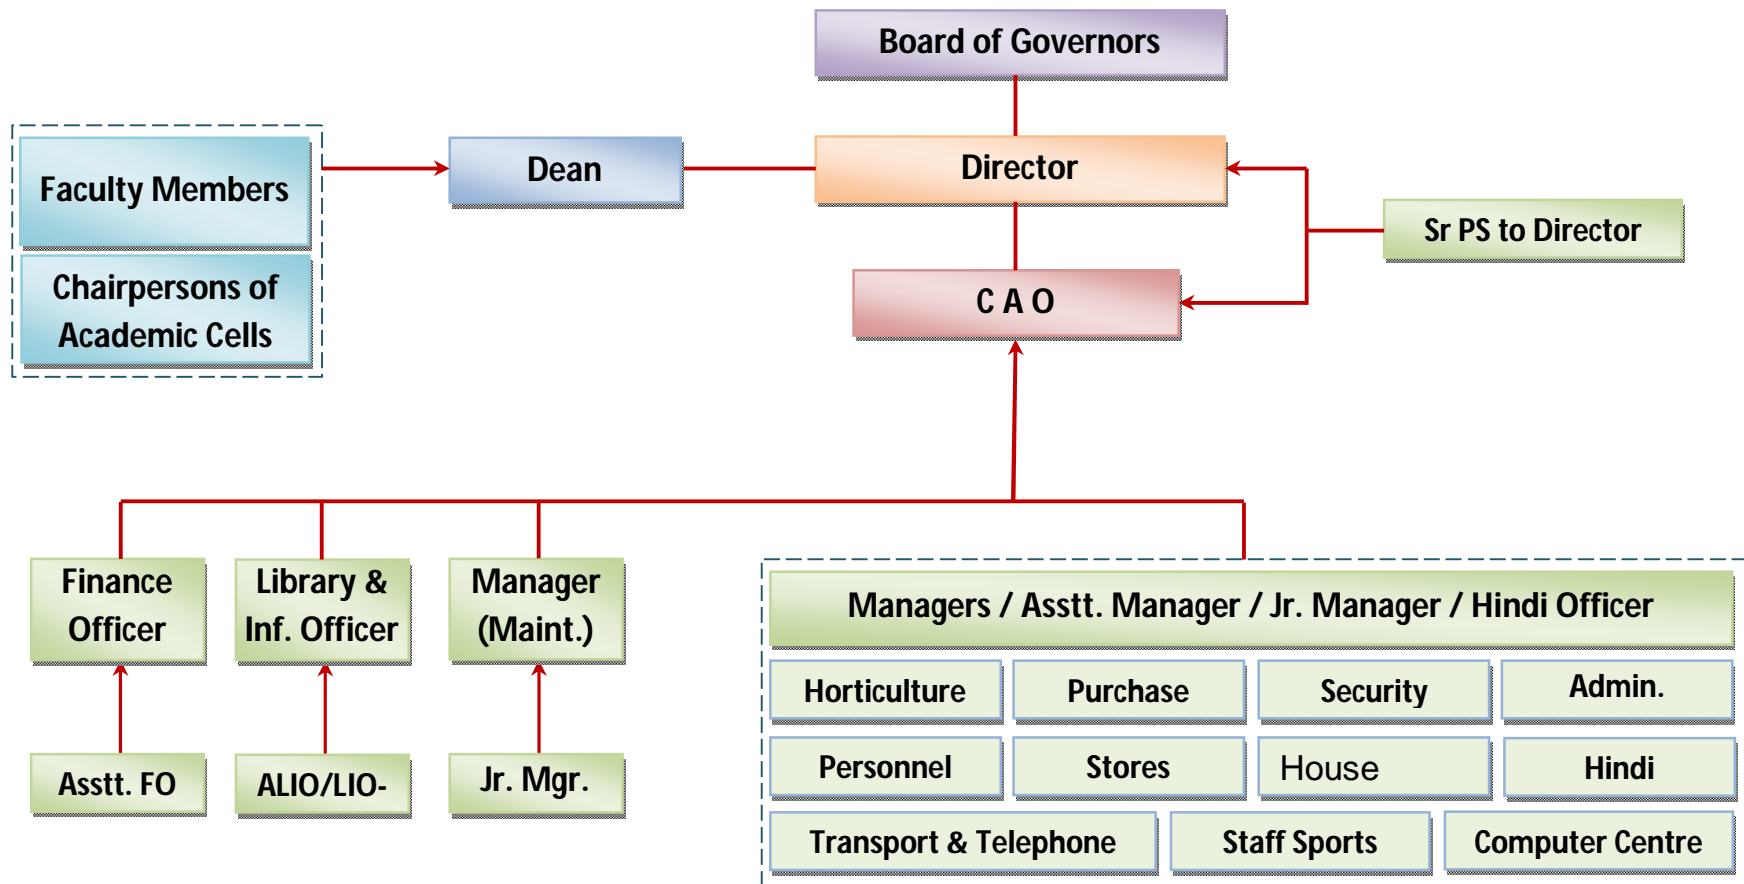 Board of Governors
Faculty Members
Dean
Director
Sr PS to Director
Chairpersons of
Academic Cells
C A O
Finance
Officer
Library &
Inf. Officer
Manager
(Maint.)
Managers / Asstt. Manager / Jr. Manager / Hindi Officer
Horticulture
Purchase
Security
Admin.
Asstt. FO
ALIO/LIO-
Jr. Mgr.
Personnel
Stores
House
Hindi
Transport & Telephone
Staff Sports
Computer Centre